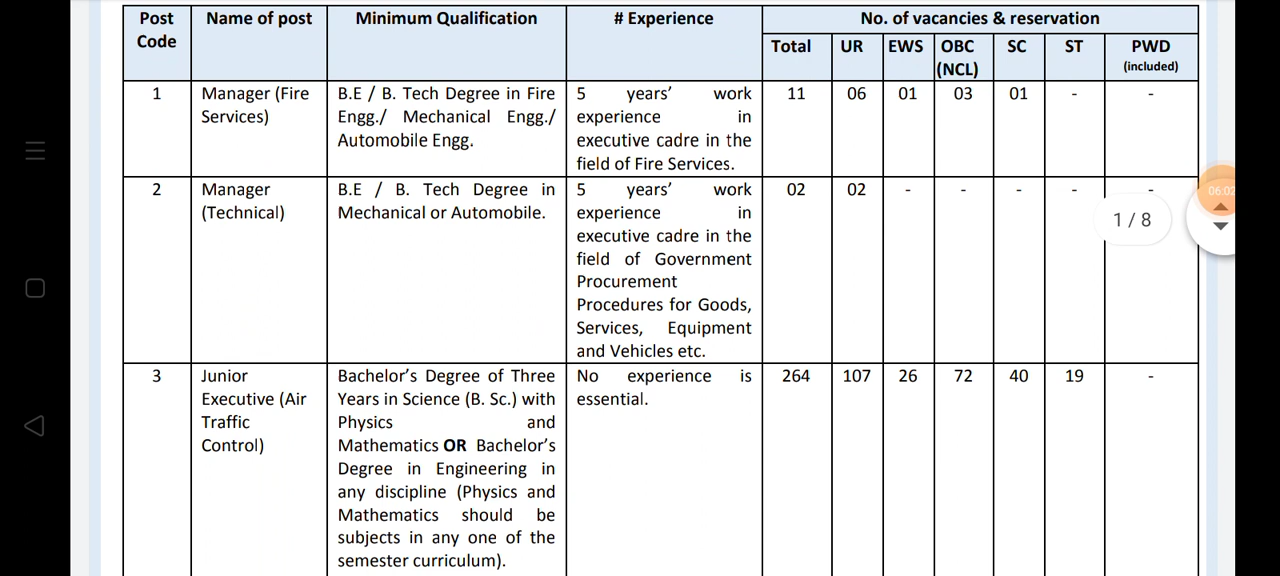 Post Code Name of post Minimum Qualification # Experience No. of vacancies & reservation
Total UR EWS OBC (NCL) SC ST PWD (included)
1 Manager (Fire Services) B.E / B. Tech Degree in Fire Engg./ Mechanical Engg./ Automobile Engg. 5 years' work experience in executive cadre in the field of Fire Services. 11 06 01 03 01 - -
2 Manager (Technical) B.E / B. Tech Degree in Mechanical or Automobile. 5 years' work experience in executive cadre in the field of Government Procurement Procedures for Goods, Services, Equipment and Vehicles etc. 02 02 - - - - -
06:02
1 / 8
3 Junior Executive (Air Traffic Control) Bachelor's Degree of Three Years in Science (B. Sc.) with Physics and Mathematics OR Bachelor's Degree in Engineering in any discipline (Physics and Mathematics should be subjects in any one of the semester curriculum). No experience is essential. 264 107 26 72 40 19 -